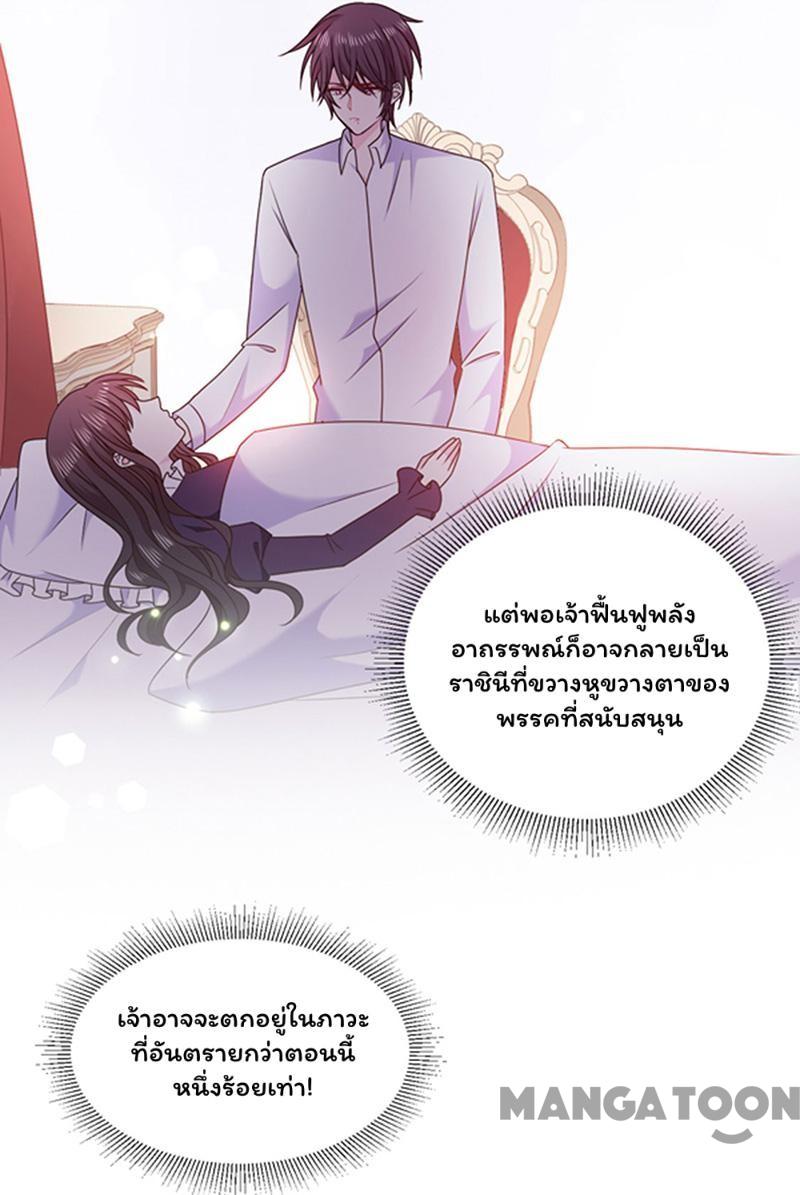 แต่พอเจ้าฟื้นฟูพลัง
อาถรรพณ์ก็อาจกลายเป็น
ราชินีที่ขวางหูขวางตาของ
พรรคที่สนับสนุน
เจ้าอาจจะตกอยู่ในภาวะ
ที่อันตรายกว่าตอนนี้
หนึ่งร้อยเท่า!
MANGATOON